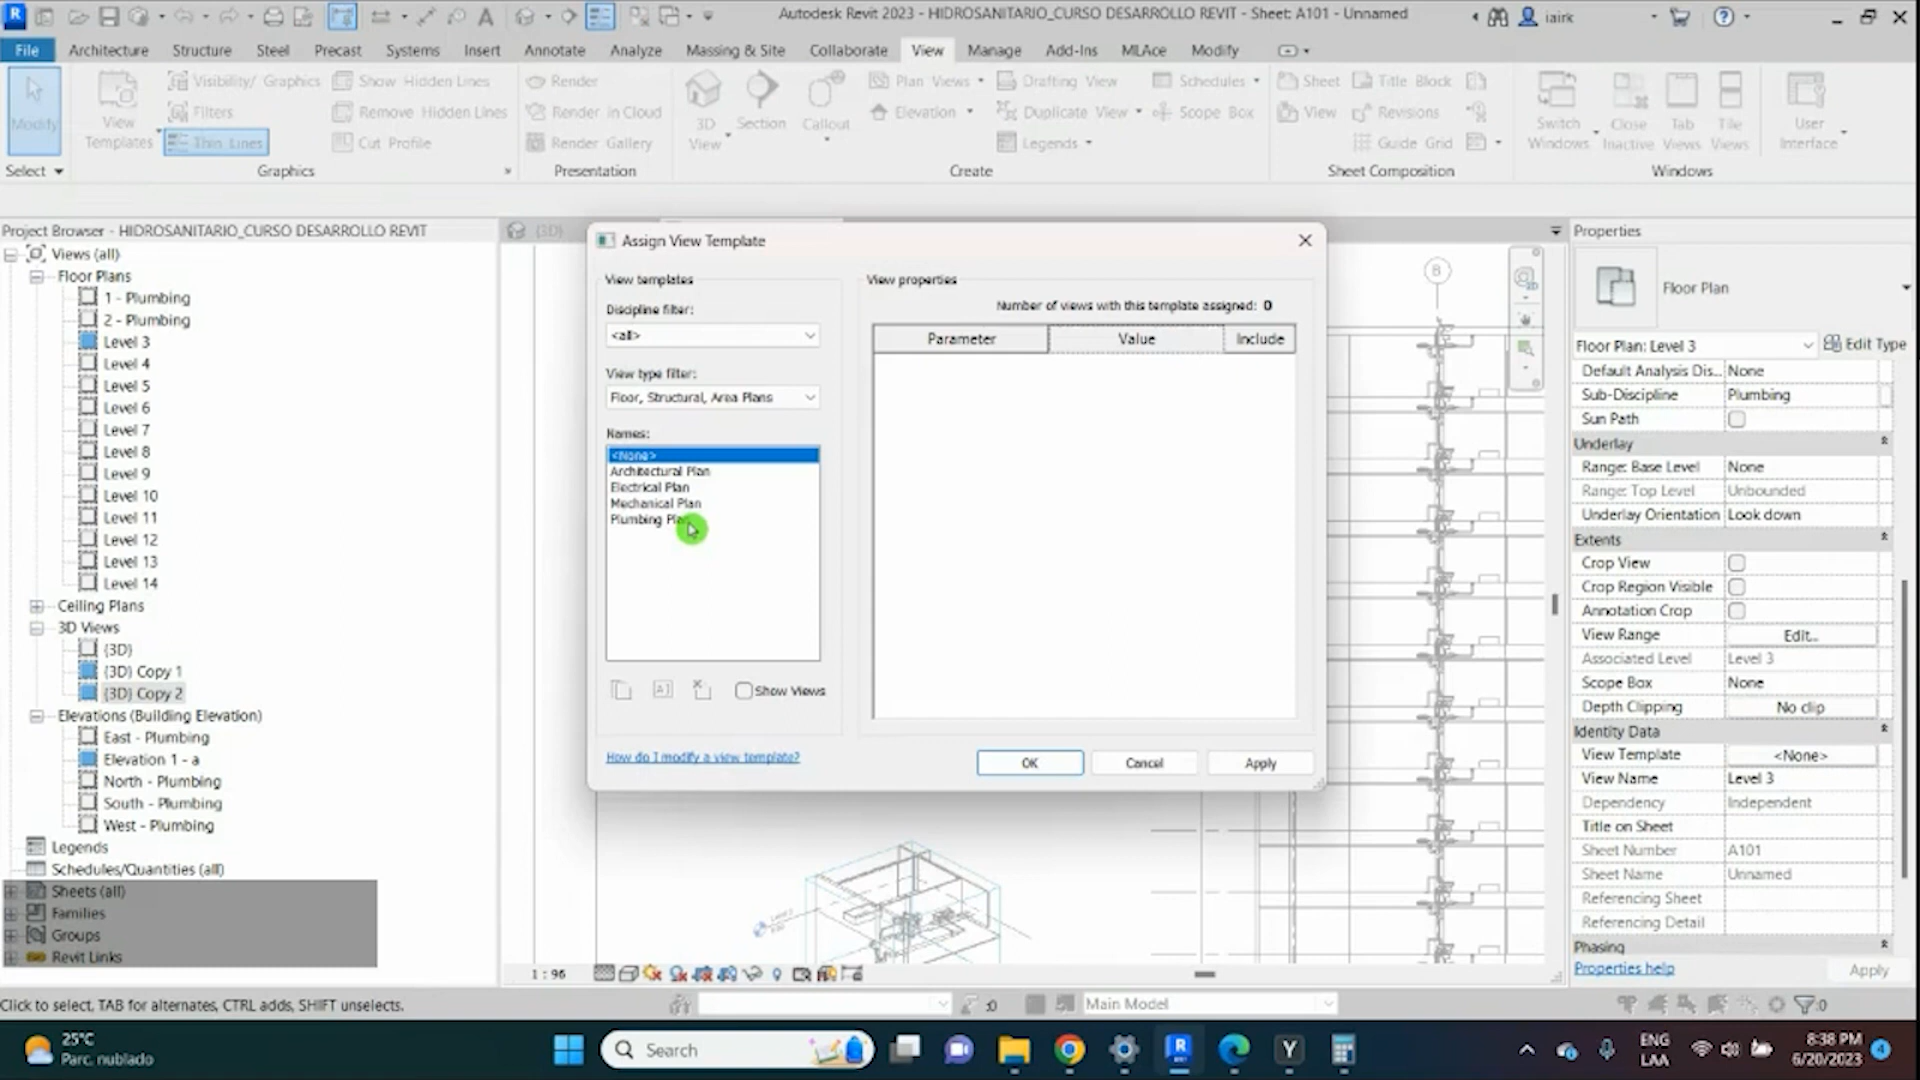 Autodesk Revit 2023 - HIDROSANITARIO_CURSO DESARROLLO REVIT - Sheet: A101 - Unnamed
iairk
File Architecture Structure Steel Precast Systems Insert Annotate Analyze Massing & Site Collaborate View Manage Add-Ins MLAce Modify
Visibility/ Graphics Show Hidden Lines Render Plan Views Drafting View Schedules Sheet Title Block
Filters Remove Hidden Lines Render in Cloud Elevation Duplicate View Scope Box View Revisions
Thin Lines Cut Profile Render Gallery Legends Guide Grid
Modify
View Templates
3D View
Section
Callout
Switch Windows
Close Inactive
Tab Views
Tile Views
User Interface
Select Graphics Presentation Create Sheet Composition Windows
Project Browser - HIDROSANITARIO_CURSO DESARROLLO REVIT
Views (all)
Floor Plans
1 - Plumbing
2 - Plumbing
Level 3
Level 4
Level 5
Level 6
Level 7
Level 8
Level 9
Level 10
Level 11
Level 12
Level 13
Level 14
Ceiling Plans
3D Views
{3D}
{3D} Copy 1
{3D} Copy 2
Elevations (Building Elevation)
East - Plumbing
Elevation 1 - a
North - Plumbing
South - Plumbing
West - Plumbing
Legends
Schedules/Quantities (all)
Sheets (all)
Families
Groups
Revit Links
{3D}
Assign View Template
View templates
Discipline filter:
<all>
View type filter:
Floor, Structural, Area Plans
Names:
<None>
Architectural Plan
Electrical Plan
Mechanical Plan
Plumbing Plan
Show Views
How do I modify a view template?
View properties
Number of views with this template assigned: 0
Parameter Value Include
OK Cancel Apply
B
1 : 96
Properties
Floor Plan
Floor Plan: Level 3 Edit Type
Default Analysis Dis... None
Sub-Discipline Plumbing
Sun Path
Underlay
Range: Base Level None
Range: Top Level Unbounded
Underlay Orientation Look down
Extents
Crop View
Crop Region Visible
Annotation Crop
View Range Edit...
Associated Level Level 3
Scope Box None
Depth Clipping No clip
Identity Data
View Template <None>
View Name Level 3
Dependency Independent
Title on Sheet
Sheet Number A101
Sheet Name Unnamed
Referencing Sheet
Referencing Detail
Phasing
Properties help Apply
Click to select, TAB for alternates, CTRL adds, SHIFT unselects.
:0 Main Model :0
25°C
Parc. nublado
Search
ENG
LAA
8:38 PM
6/20/2023
4